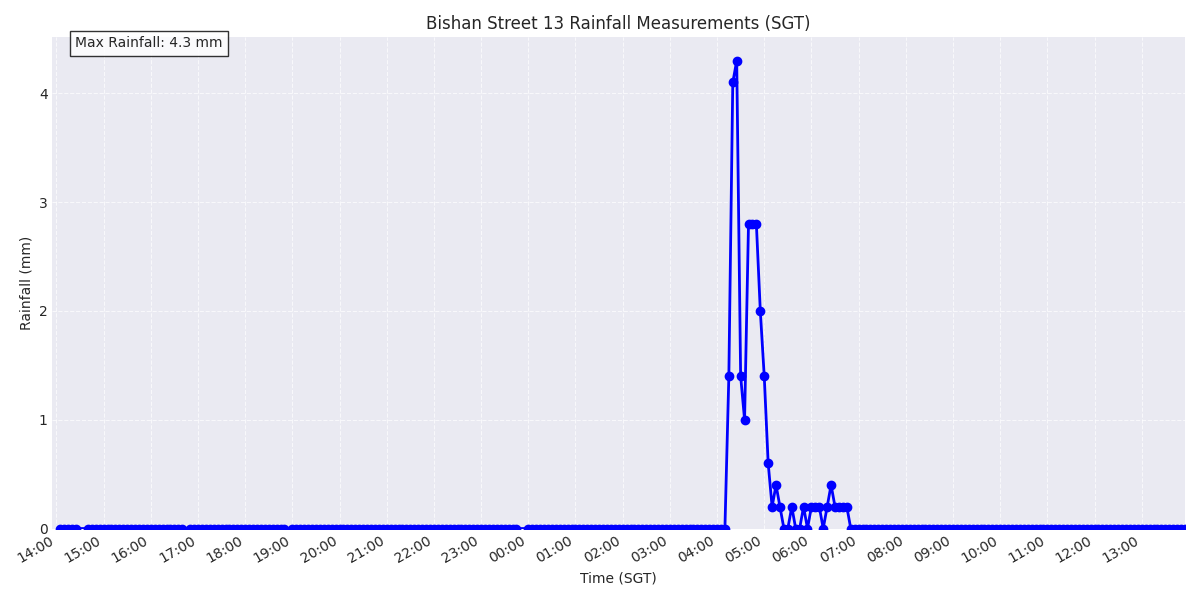 Bishan Street 13 Rainfall Measurements (SGT)
Max Rainfall: 4.3 mm
4
3
2
1
0
Rainfall (mm)
14:00 15:00 16:00 17:00 18:00 19:00 20:00 21:00 22:00 23:00 00:00 01:00 02:00 03:00 04:00 05:00 06:00 07:00 08:00 09:00 10:00 11:00 12:00 13:00
Time (SGT)